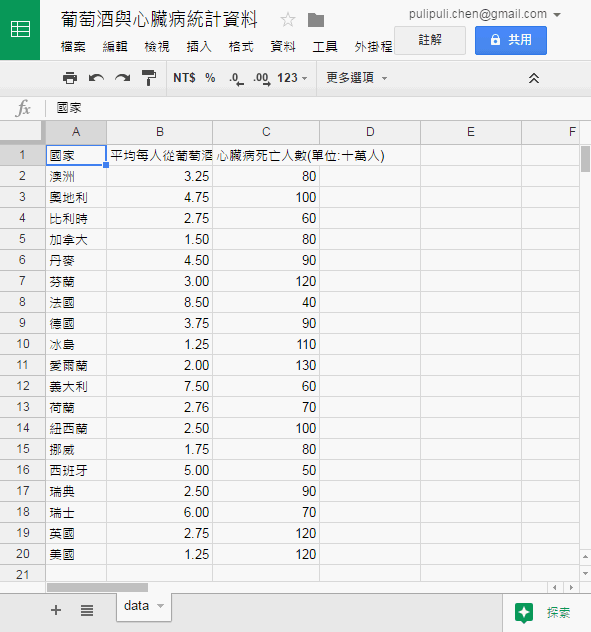 葡萄酒與心臟病統計資料
pulipuli.chen@gmail.com
檔案 編輯 檢視 插入 格式 資料 工具 外掛程
註解
共用
NT$ % .0 .00 123 更多選項
fx 國家
A B C D E F
1 國家 平均每人從葡萄酒 心臟病死亡人數(單位:十萬人)
2 澳洲 3.25 80
3 奧地利 4.75 100
4 比利時 2.75 60
5 加拿大 1.50 80
6 丹麥 4.50 90
7 芬蘭 3.00 120
8 法國 8.50 40
9 德國 3.75 90
10 冰島 1.25 110
11 愛爾蘭 2.00 130
12 義大利 7.50 60
13 荷蘭 2.76 70
14 紐西蘭 2.50 100
15 挪威 1.75 80
16 西班牙 5.00 50
17 瑞典 2.50 90
18 瑞士 6.00 70
19 英國 2.75 120
20 美國 1.25 120
21
data
探索